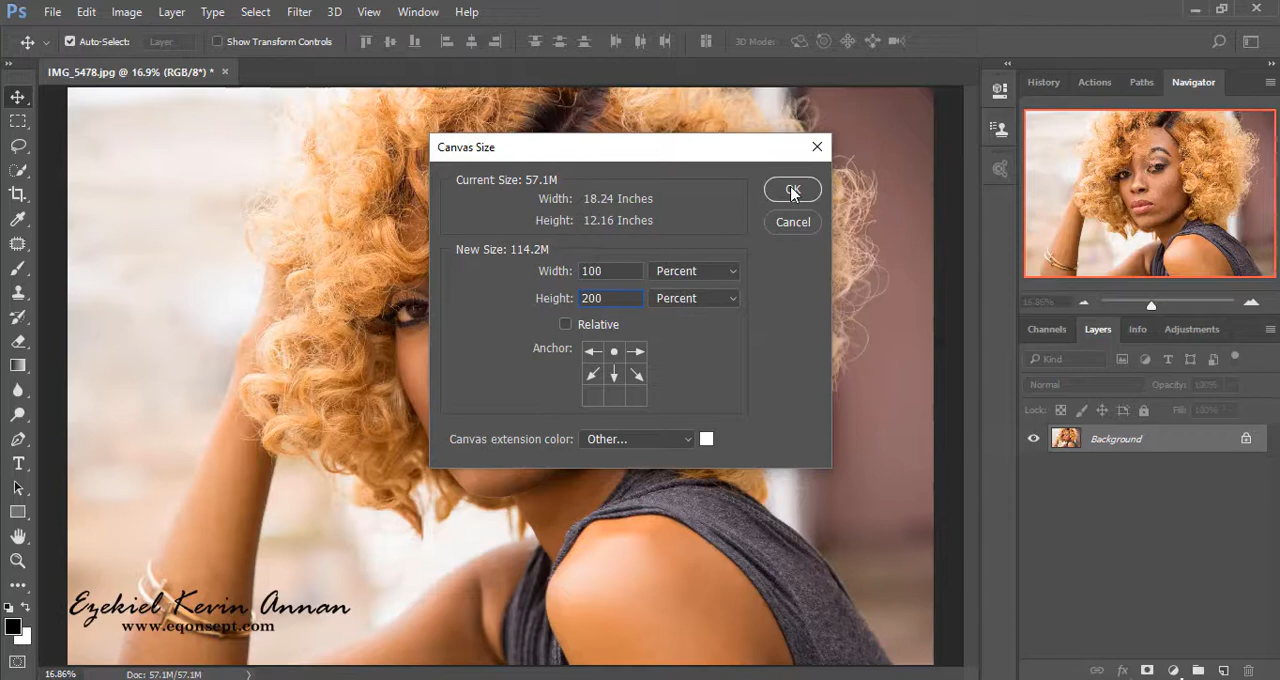 Ps File Edit Image Layer Type Select Filter 3D View Window Help
Auto-Select: Layer Show Transform Controls 3D Mode:
IMG_5478.jpg @ 16.9% (RGB/8*) * ×
History Actions Paths Navigator
Canvas Size
Current Size: 57.1M
Width: 18.24 Inches
Height: 12.16 Inches
OK
Cancel
New Size: 114.2M
Width: 100 Percent
Height: 200 Percent
Relative
Anchor:
Canvas extension color: Other...
16.86%
Channels Layers Info Adjustments
Kind
Normal Opacity: 100%
Lock: Fill: 100%
Background
Ezekiel Kevin Annan
www.eqonsept.com
16.86% Doc: 57.1M/57.1M